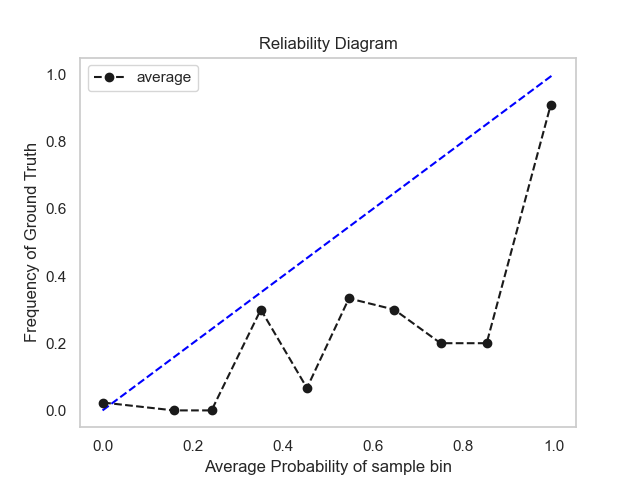 Reliability Diagram
average
Frequency of Ground Truth
1.0
0.8
0.6
0.4
0.2
0.0
0.0 0.2 0.4 0.6 0.8 1.0
Average Probability of sample bin